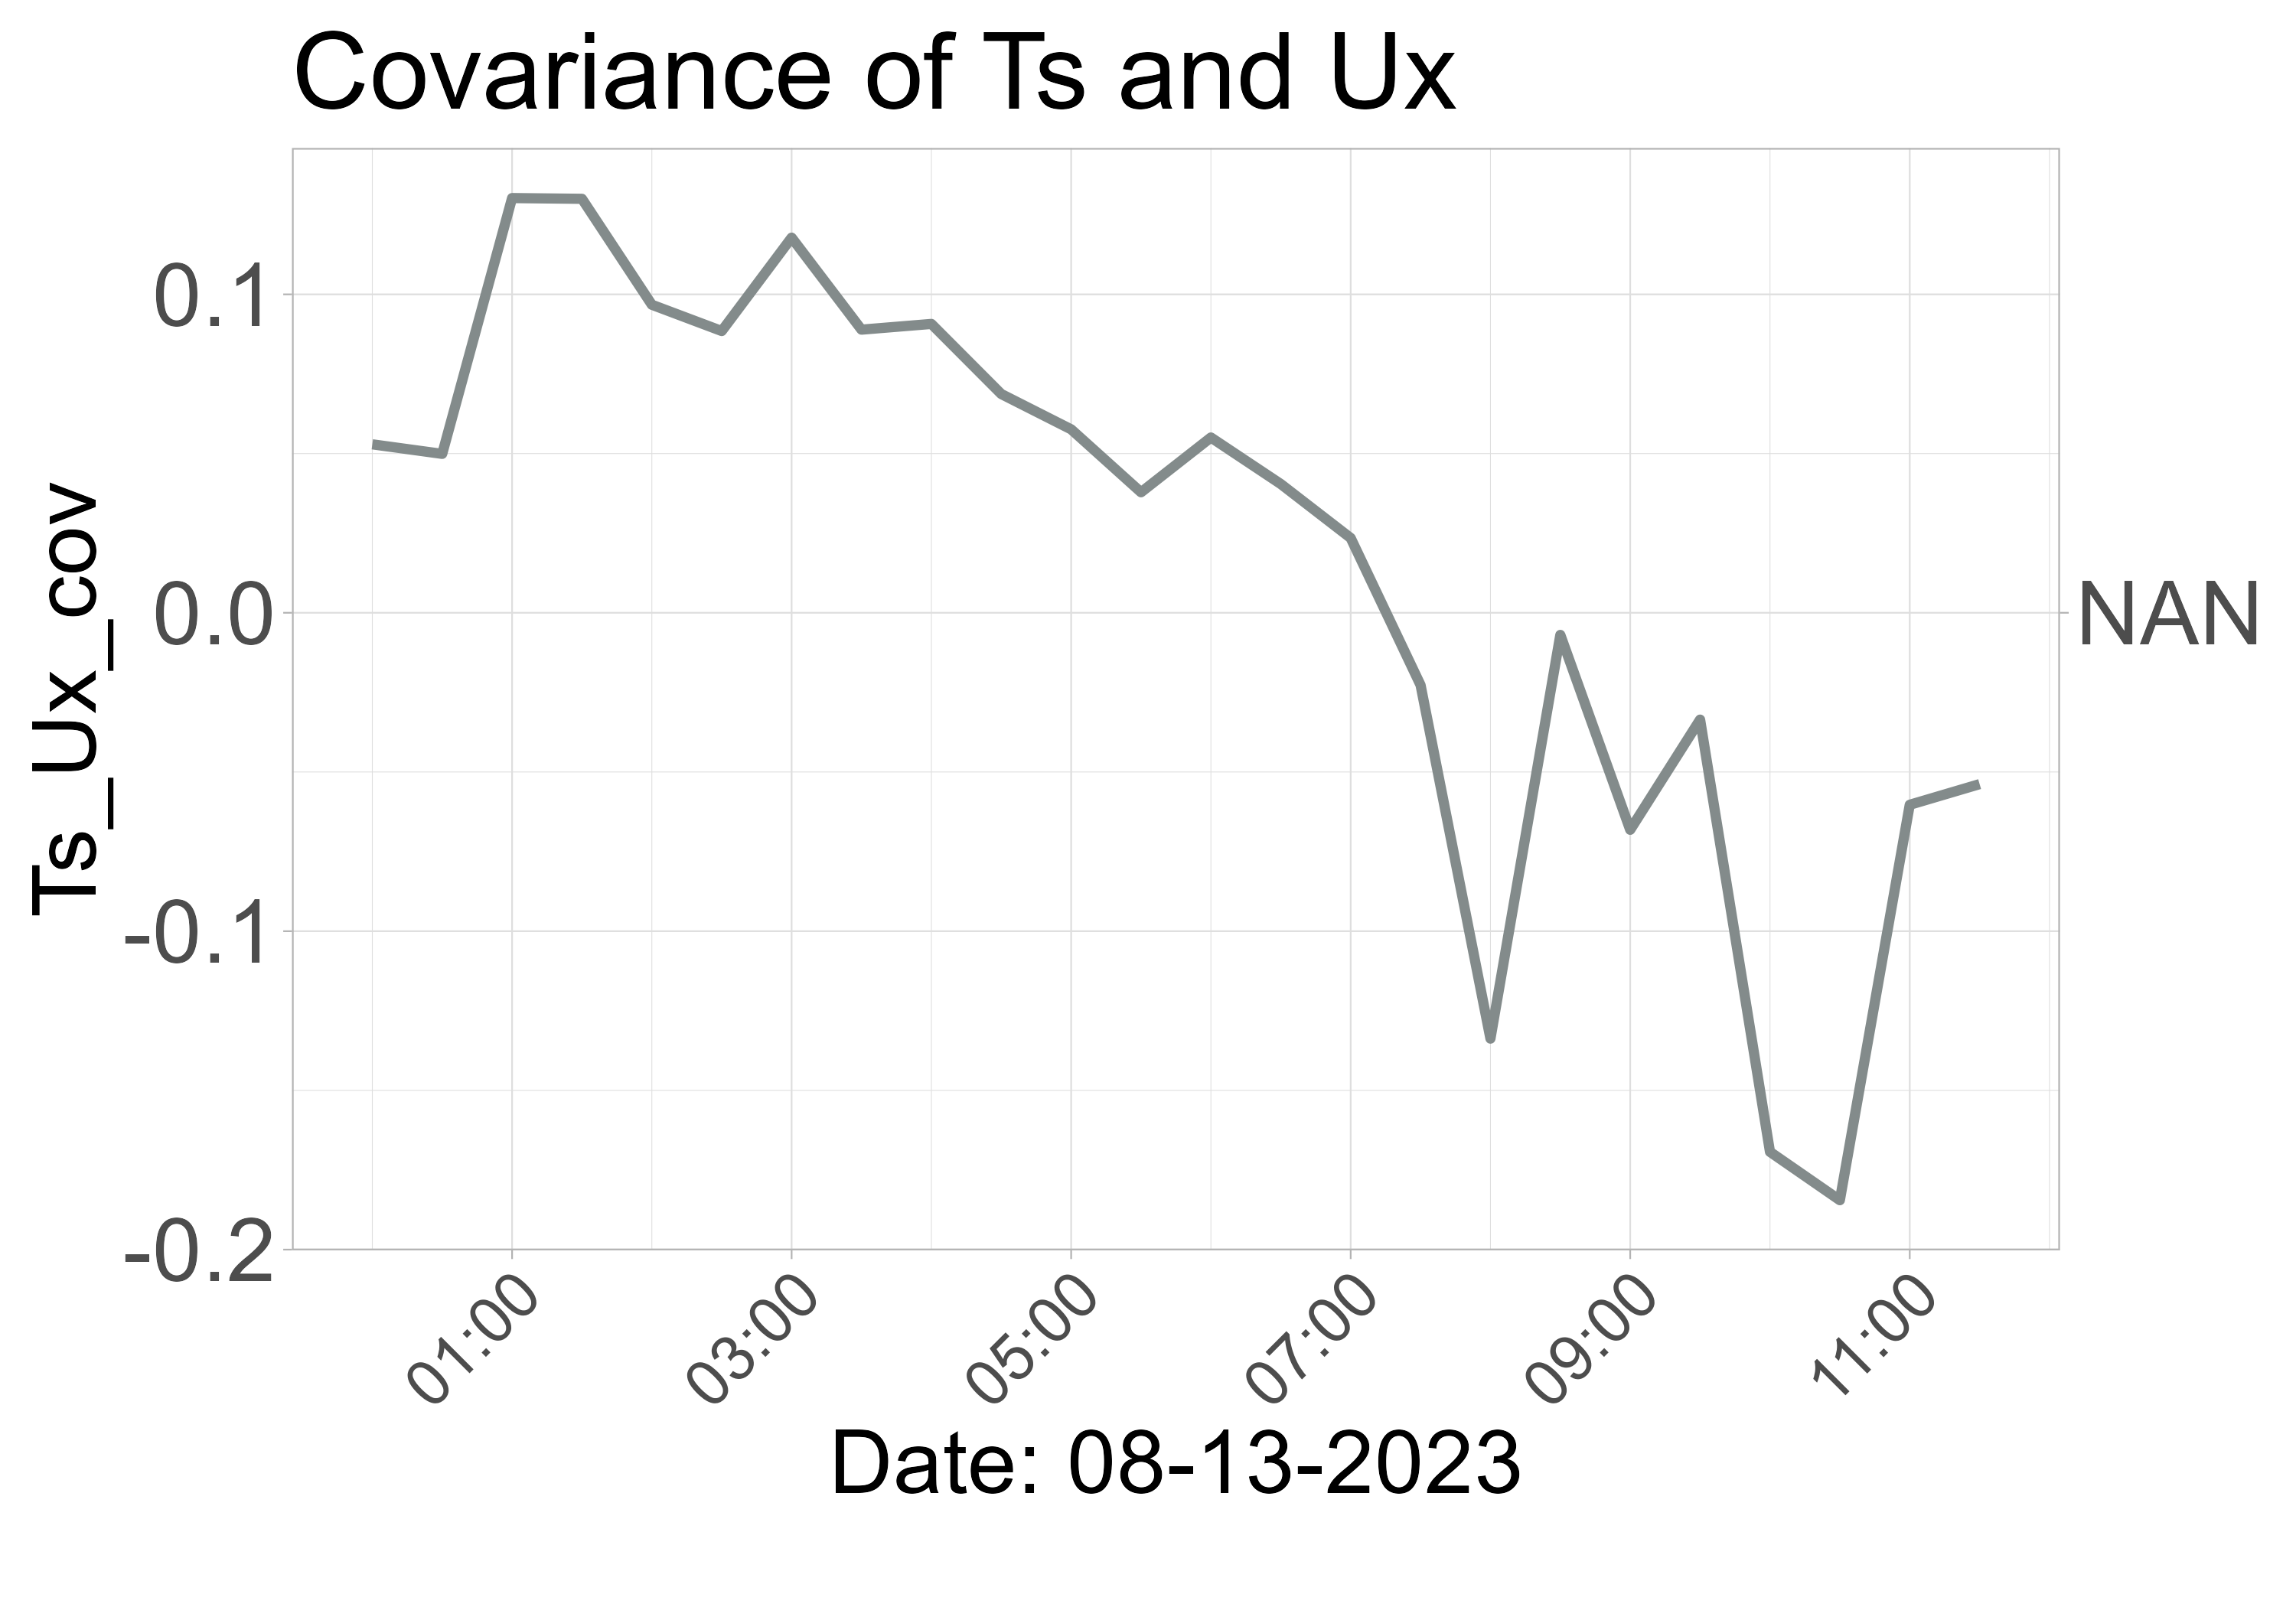 Covariance of Ts and Ux
Ts_Ux_cov
0.1
0.0
-0.1
-0.2
NAN
01:00
03:00
05:00
07:00
09:00
11:00
Date: 08-13-2023